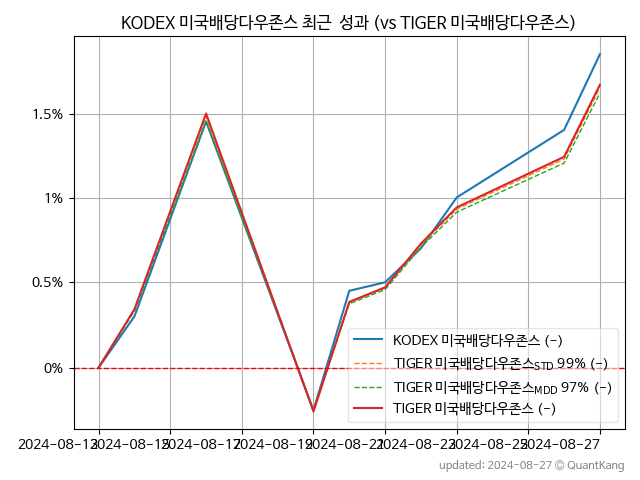 KODEX 미국배당다우존스 최근 성과 (vs TIGER 미국배당다우존스)
1.5%
1%
0.5%
0%
KODEX 미국배당다우존스 (-)
TIGER 미국배당다우존스STD 99% (-)
TIGER 미국배당다우존스MDD 97% (-)
TIGER 미국배당다우존스 (-)
2024-08-13 2024-08-15 2024-08-17 2024-08-19 2024-08-21 2024-08-23 2024-08-25 2024-08-27
updated: 2024-08-27 © QuantKang